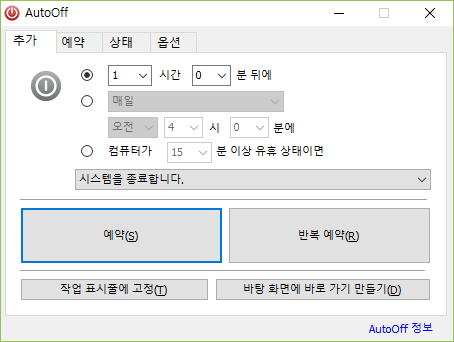 AutoOff
추가 예약 상태 옵션
1 시간 0 분 뒤에
매일
오전 4 시 0 분에
컴퓨터가 15 분 이상 유휴 상태이면
시스템을 종료합니다.
예약(S) 반복 예약(R)
작업 표시줄에 고정(T) 바탕 화면에 바로 가기 만들기(D)
AutoOff 정보